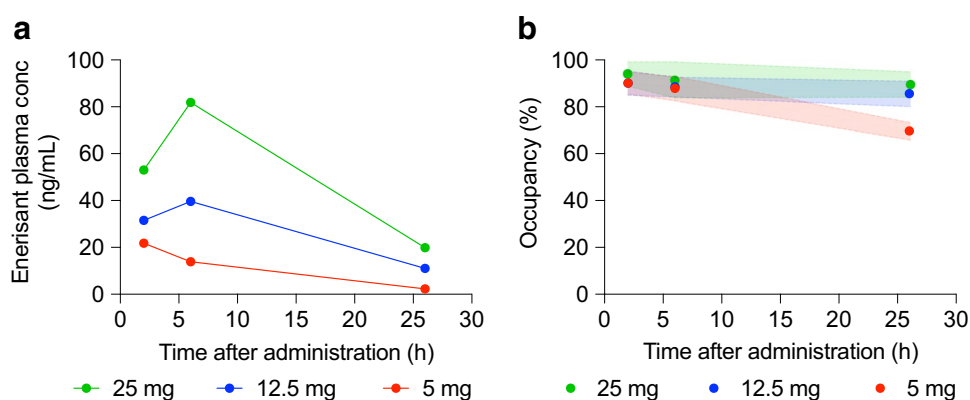 a
Enerisant plasma conc
(ng/mL)
100
80
60
40
20
0
0 5 10 15 20 25 30
Time after administration (h)
25 mg 12.5 mg 5 mg
b
Occupancy (%)
100
80
60
40
20
0
0 5 10 15 20 25 30
Time after administration (h)
25 mg 12.5 mg 5 mg